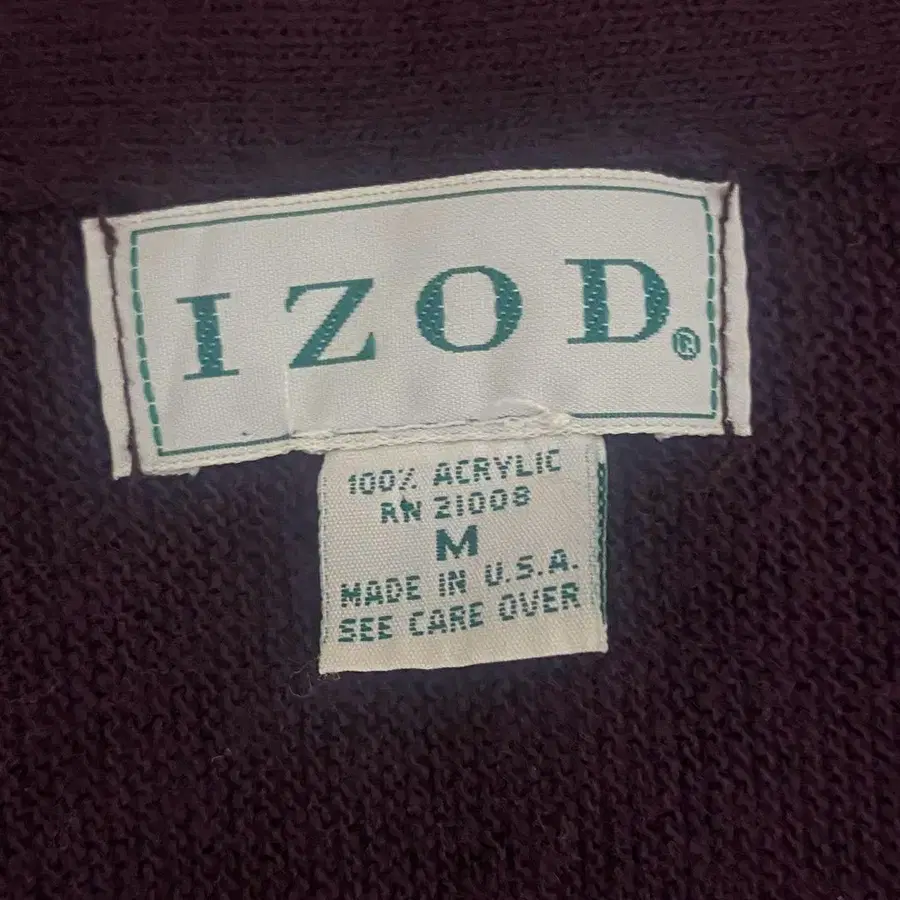 IZOD®
100% ACRYLIC
RN 21008
M
MADE IN U.S.A.
SEE CARE OVER